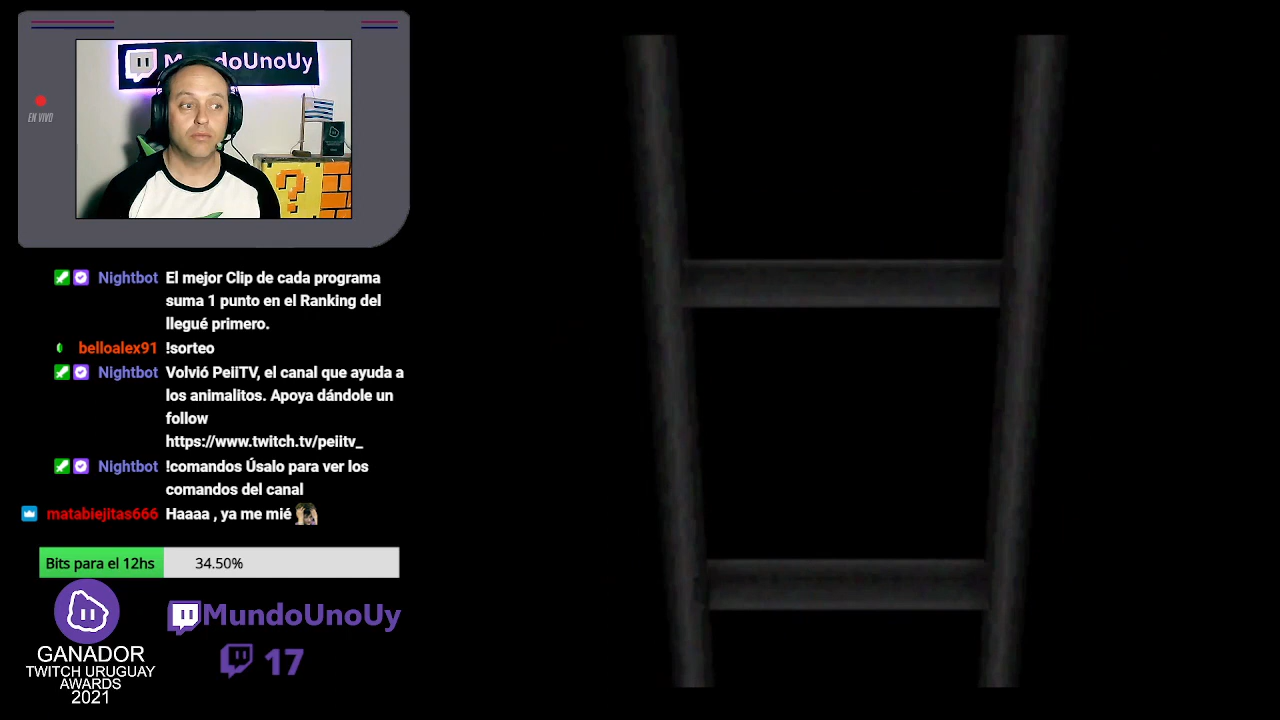 MundoUnoUy
EN VIVO
Nightbot El mejor Clip de cada programa
suma 1 punto en el Ranking del
llegué primero.
belloalex91 !sorteo
Nightbot Volvió PeiiTV, el canal que ayuda a
los animalitos. Apoya dándole un
follow
https://www.twitch.tv/peiitv_
Nightbot !comandos Úsalo para ver los
comandos del canal
matabiejitas666 Haaaa , ya me mié
Bits para el 12hs 34.50%
MundoUnoUy
17
GANADOR
TWITCH URUGUAY
AWARDS
2021